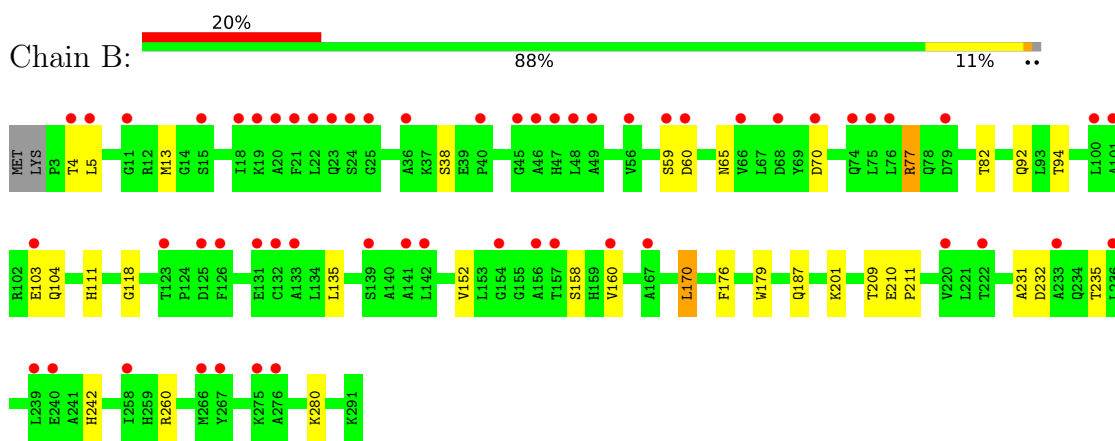 20%
Chain B:
88% 11% ••
MET LYS P3 T4 L5 G11 R12 M13 G14 S15 I18 K19 A20 F21 L22 Q23 S24 G25 A36 K37 S38 E39 P40 G45 A46 H47 L48 A49 V56 S59 D60 N65 V66 L67 D68 Y69 D70 Q74 L75 L76 R77 Q78 D79 T82 Q92 L93 T94 L100 A101
R102 E103 Q104 H111 G118 T123 P124 D125 F126 E131 C132 A133 L134 L135 S139 A140 A141 L142 V152 L153 G154 G155 A156 T157 S158 H159 V160 A167 L170 F176 W179 Q187 K201 T209 E210 P211 V220 L221 T222 A231 D232 A233 Q234 T235 L236
L239 E240 A241 H242 I258 H259 R260 M266 Y267 K275 A276 K280 K291